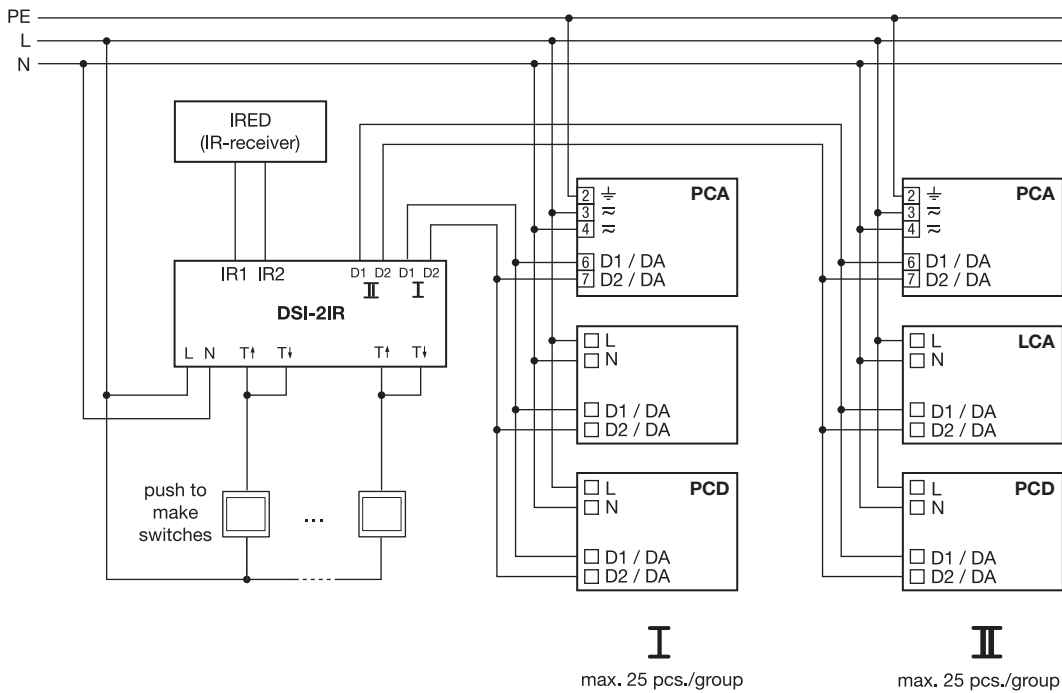 PE
L
N
IRED
(IR-receiver)
IR1 IR2
D1 D2 D1 D2
II I
DSI-2IR
L N T↑ T↓ T↑ T↓
push to
make
switches
...
PCA
2
3
4
6 D1 / DA
7 D2 / DA
L
N
D1 / DA
D2 / DA
PCD
L
N
D1 / DA
D2 / DA
I
max. 25 pcs./group
PCA
2
3
4
6 D1 / DA
7 D2 / DA
LCA
L
N
D1 / DA
D2 / DA
PCD
L
N
D1 / DA
D2 / DA
II
max. 25 pcs./group